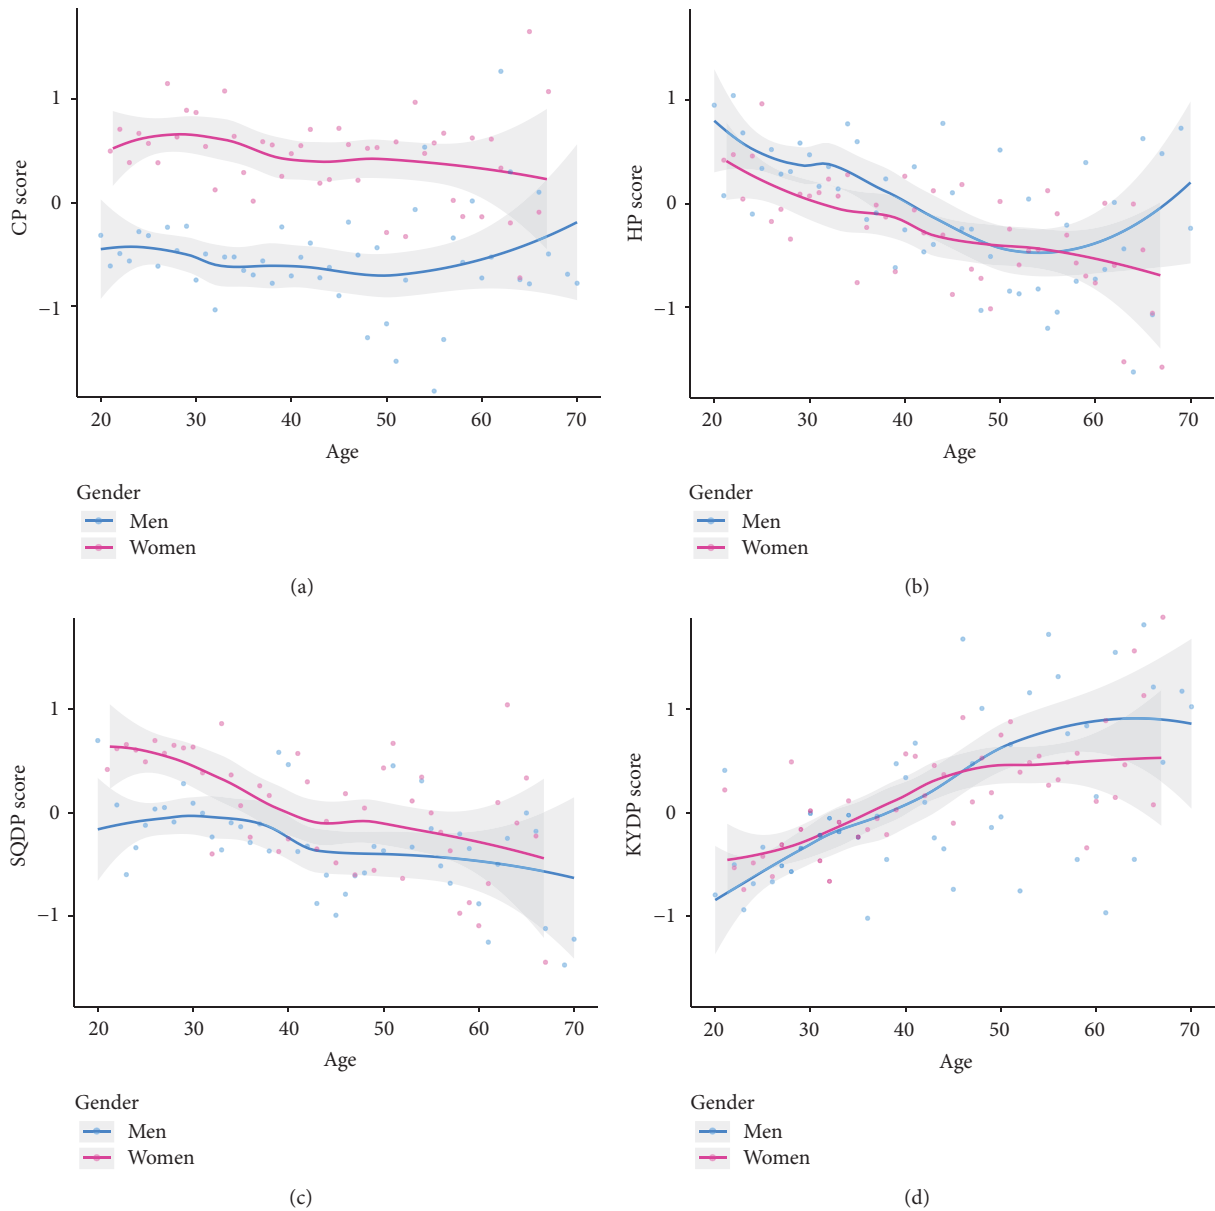 CP score
1
0
−1
20 30 40 50 60 70
Age
Gender
Men
Women
(a)
HP score
1
0
−1
20 30 40 50 60 70
Age
Gender
Men
Women
(b)
SQDP score
1
0
−1
20 30 40 50 60 70
Age
Gender
Men
Women
(c)
KYDP score
1
0
−1
20 30 40 50 60 70
Age
Gender
Men
Women
(d)